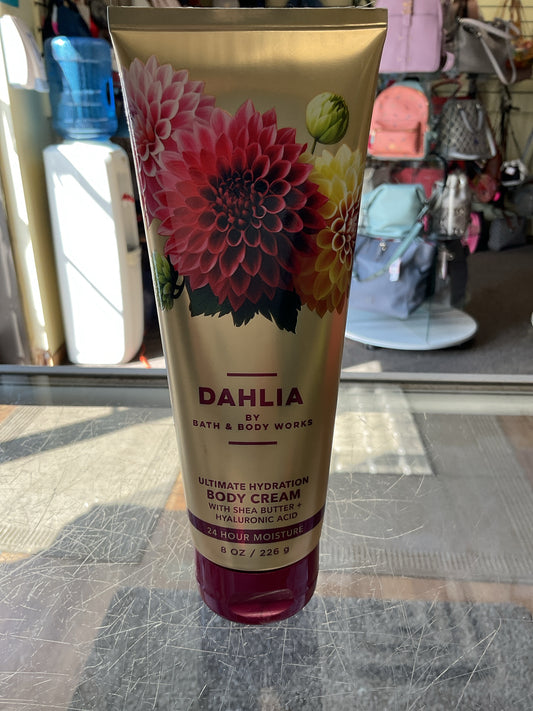 DAHLIA
BY
BATH & BODY WORKS
ULTIMATE HYDRATION
BODY CREAM
WITH SHEA BUTTER +
HYALURONIC ACID
24 HOUR MOISTURE
8 OZ / 226 g